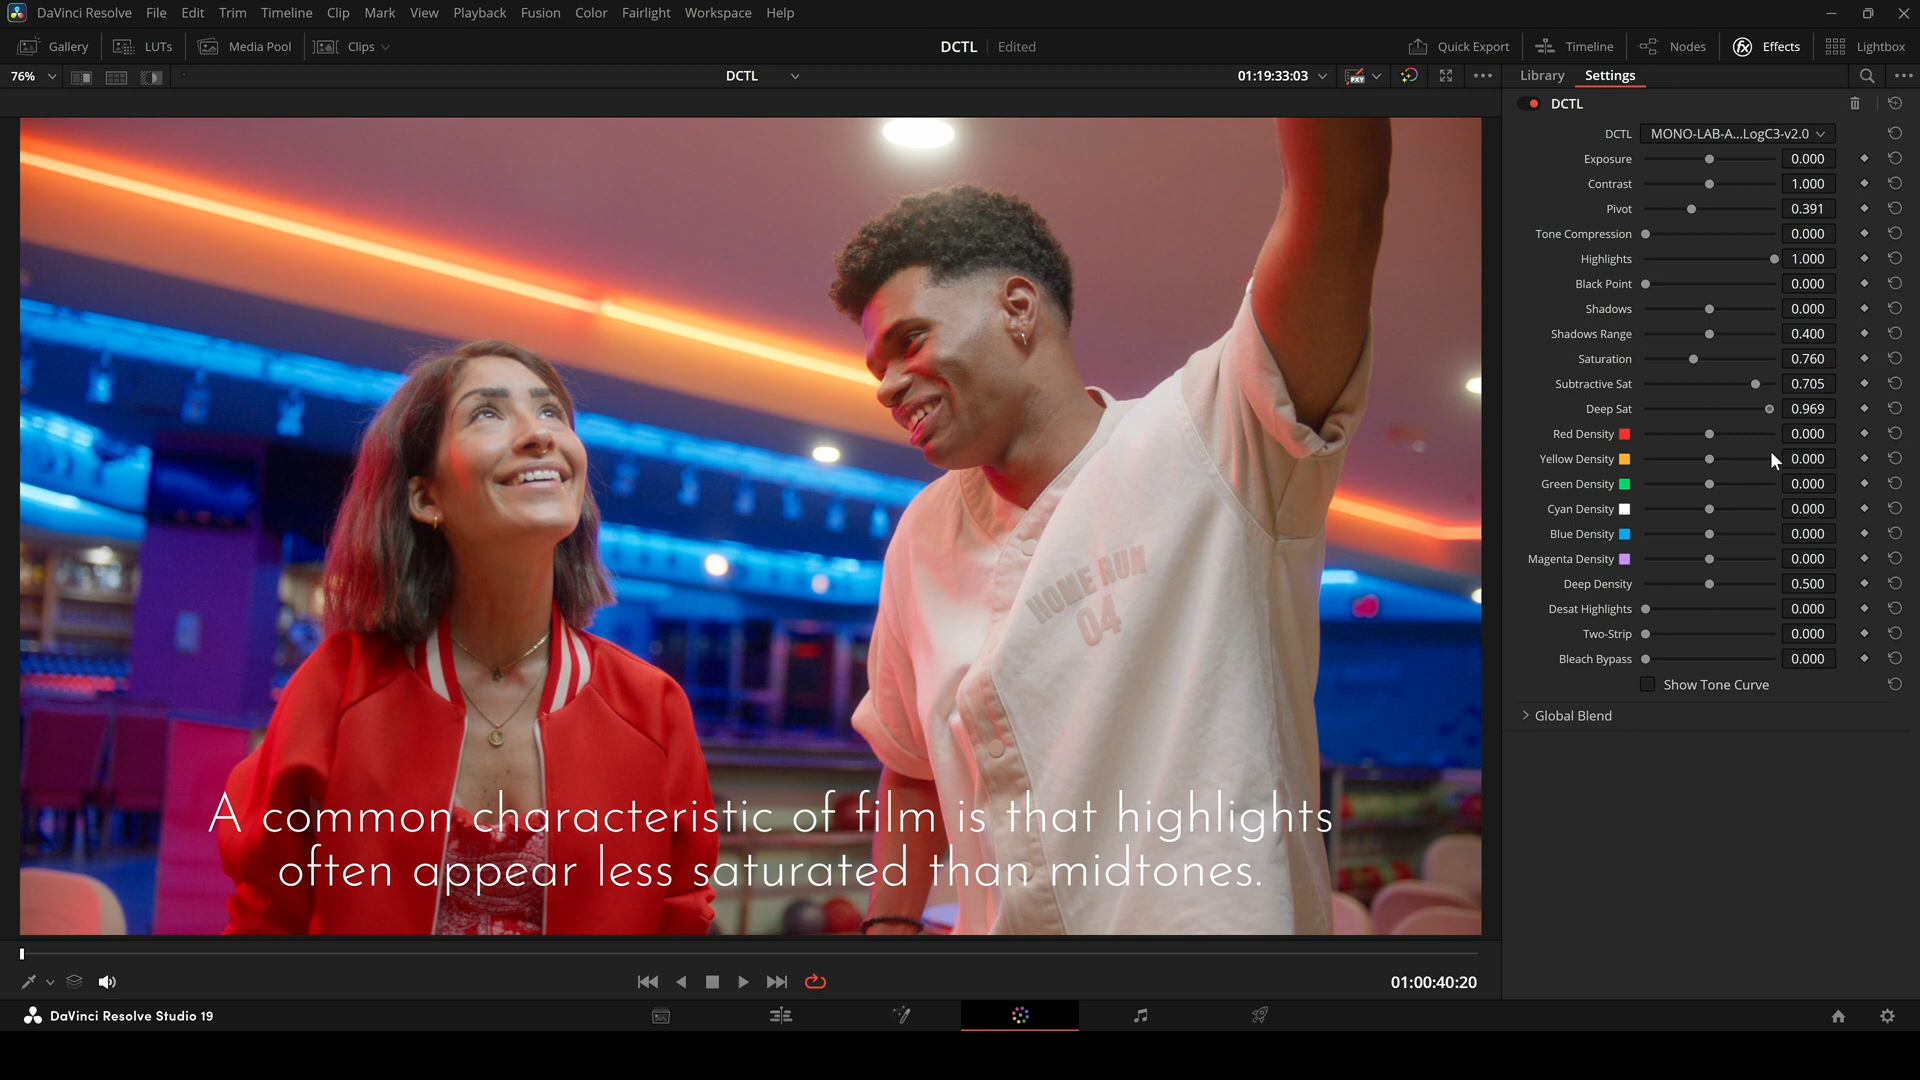 DaVinci Resolve File Edit Trim Timeline Clip Mark View Playback Fusion Color Fairlight Workspace Help
Gallery LUTs Media Pool Clips DCTL Edited Quick Export Timeline Nodes Effects Lightbox
76% DCTL 01:19:33:03 PXY Library Settings
DCTL
DCTL MONO-LAB-A...LogC3-v2.0
Exposure 0.000
Contrast 1.000
Pivot 0.391
Tone Compression 0.000
Highlights 1.000
Black Point 0.000
Shadows 0.000
Shadows Range 0.400
Saturation 0.760
Subtractive Sat 0.705
Deep Sat 0.969
Red Density 0.000
Yellow Density 0.000
Green Density 0.000
Cyan Density 0.000
Blue Density 0.000
Magenta Density 0.000
Deep Density 0.500
Desat Highlights 0.000
Two-Strip 0.000
Bleach Bypass 0.000
Show Tone Curve
Global Blend
HOME RUN
04
A common characteristic of film is that highlights
often appear less saturated than midtones.
01:00:40:20
DaVinci Resolve Studio 19